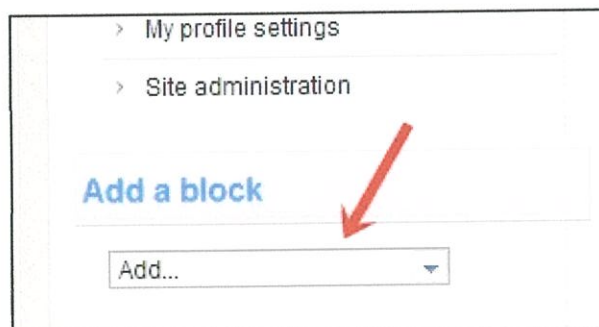 My profile settings
Site administration
Add a block
Add...